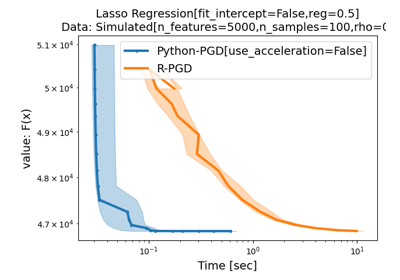 Lasso Regression[fit_intercept=False,reg=0.5]
Data: Simulated[n_features=5000,n_samples=100,rho=0
Python-PGD[use_acceleration=False]
R-PGD
value: F(x)
5.1 × 10⁴
5 × 10⁴
4.9 × 10⁴
4.8 × 10⁴
4.7 × 10⁴
10⁻¹ 10⁰ 10¹
Time [sec]